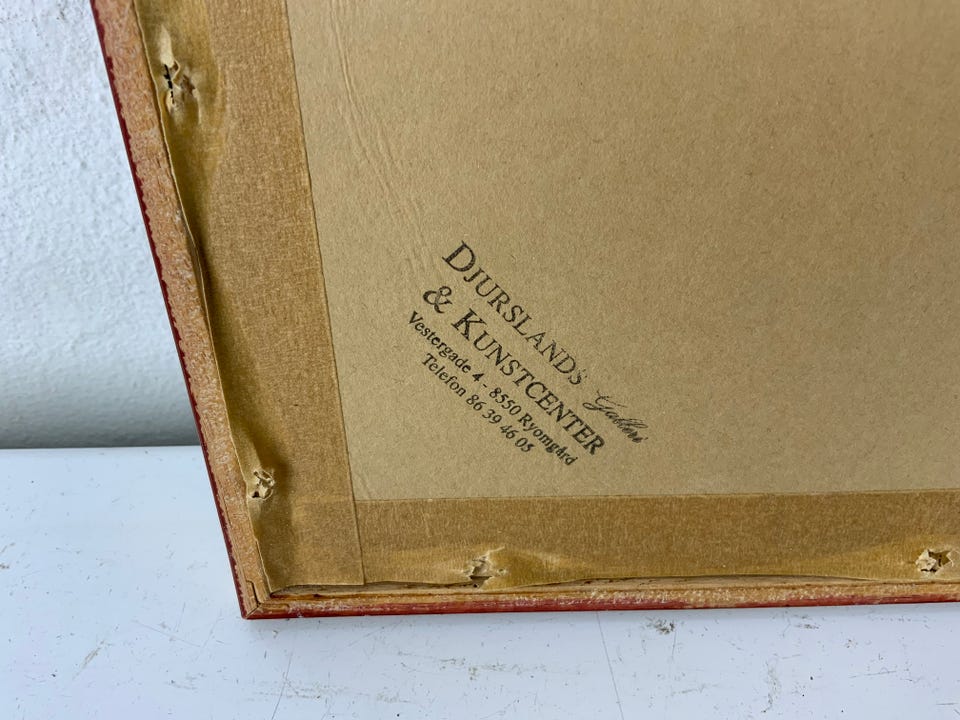 DJURSLANDS Galleri
& KUNSTCENTER
Vestergade 4 - 8550 Ryomgård
Telefon 86 39 46 05